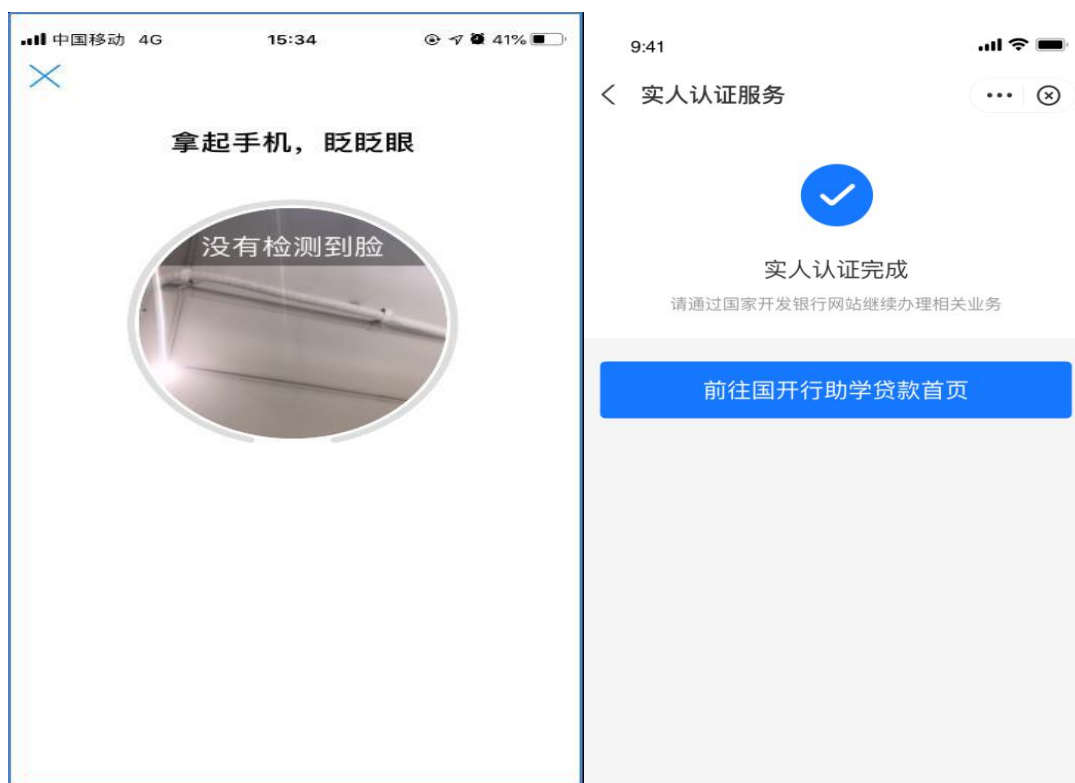 中国移动 4G 15:34 41%
拿起手机，眨眨眼
没有检测到脸
9:41
实人认证服务
实人认证完成
请通过国家开发银行网站继续办理相关业务
前往国开行助学贷款首页